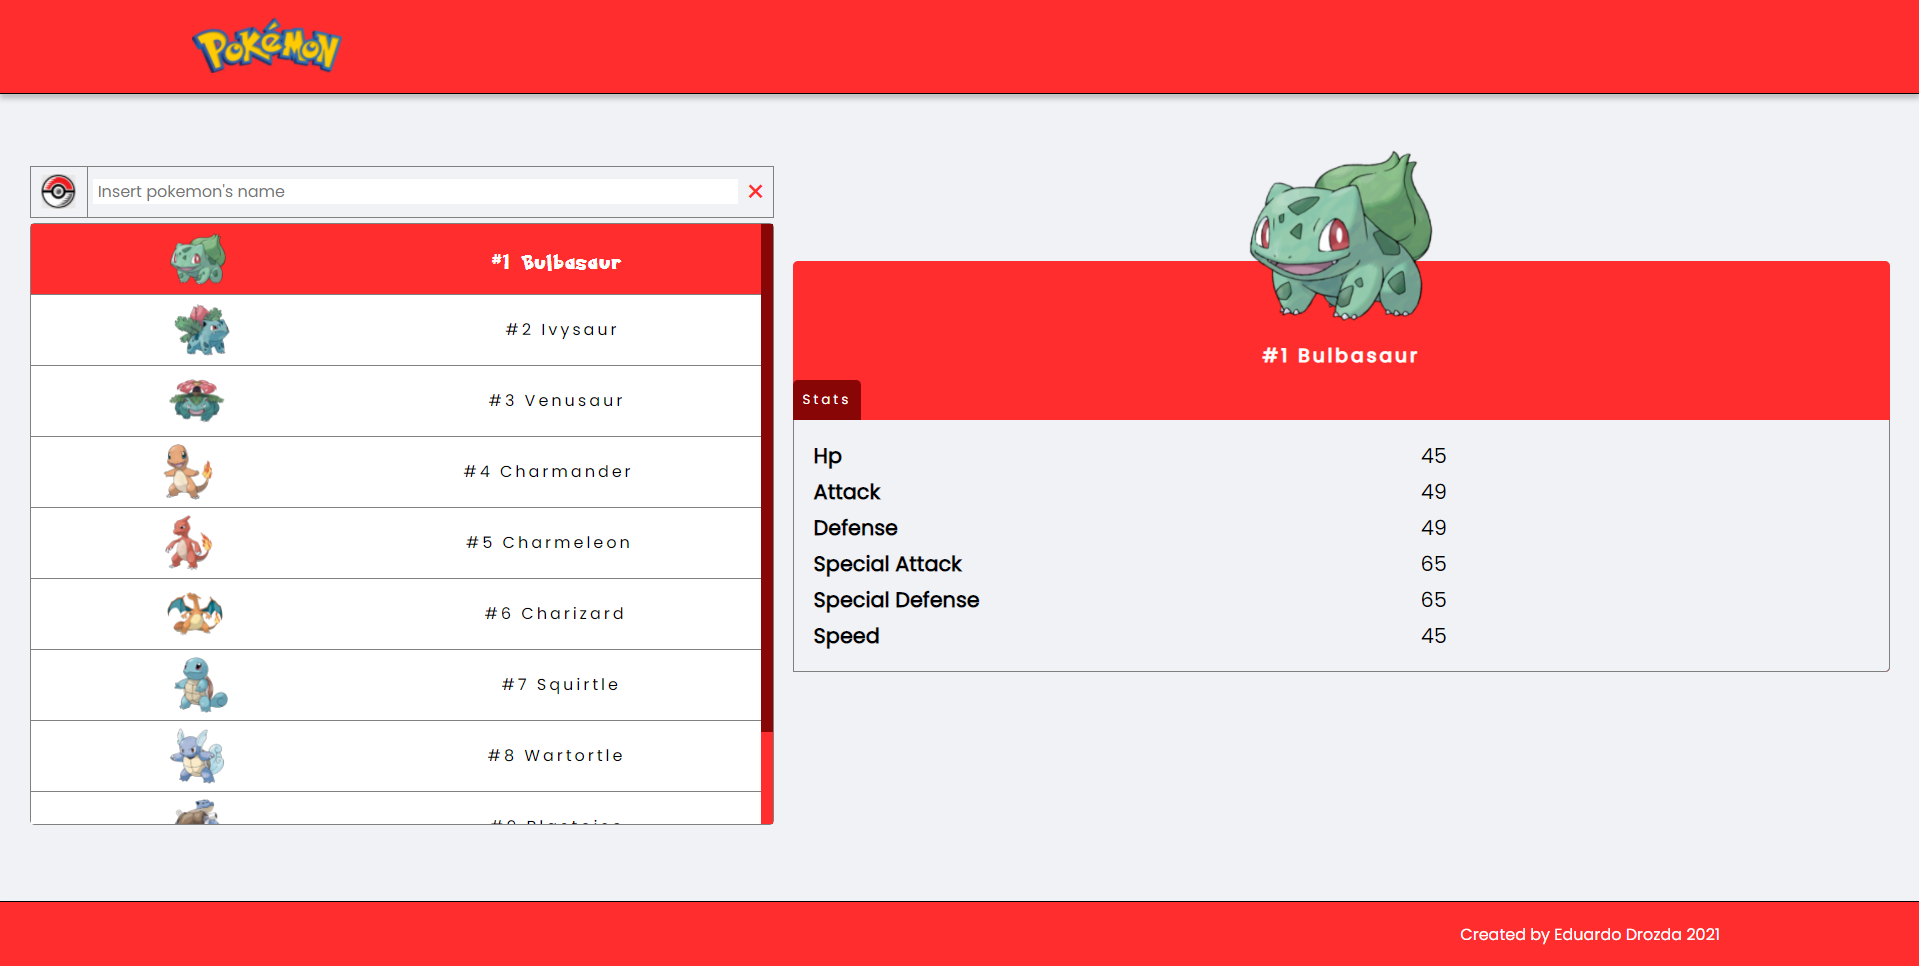 Pokémon
Insert pokemon's name
#1 Bulbasaur
#2 Ivysaur
#3 Venusaur
#4 Charmander
#5 Charmeleon
#6 Charizard
#7 Squirtle
#8 Wartortle
#9 Blastoise
#1 Bulbasaur
Stats
Hp 45
Attack 49
Defense 49
Special Attack 65
Special Defense 65
Speed 45
Created by Eduardo Drozda 2021